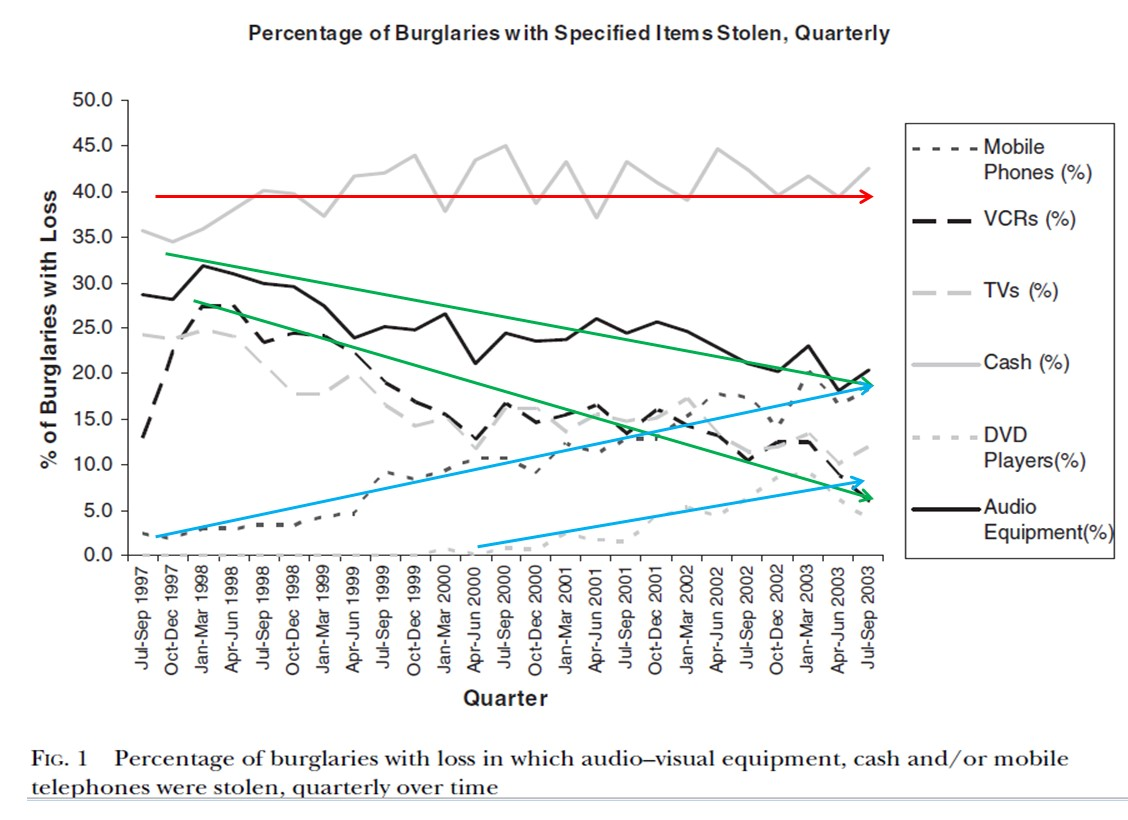 Percentage of Burglaries with Specified Items Stolen, Quarterly
% of Burglaries with Loss
50.0
45.0
40.0
35.0
30.0
25.0
20.0
15.0
10.0
5.0
0.0
Jul-Sep 1997
Oct-Dec 1997
Jan-Mar 1998
Apr-Jun 1998
Jul-Sep 1998
Oct-Dec 1998
Jan-Mar 1999
Apr-Jun 1999
Jul-Sep 1999
Oct-Dec 1999
Jan-Mar 2000
Apr-Jun 2000
Jul-Sep 2000
Oct-Dec 2000
Jan-Mar 2001
Apr-Jun 2001
Jul-Sep 2001
Oct-Dec 2001
Jan-Mar 2002
Apr-Jun 2002
Jul-Sep 2002
Oct-Dec 2002
Jan-Mar 2003
Apr-Jun 2003
Jul-Sep 2003
Quarter
Mobile
Phones (%)
VCRs (%)
TVs (%)
Cash (%)
DVD
Players(%)
Audio
Equipment(%)
FIG. 1 Percentage of burglaries with loss in which audio–visual equipment, cash and/or mobile
telephones were stolen, quarterly over time